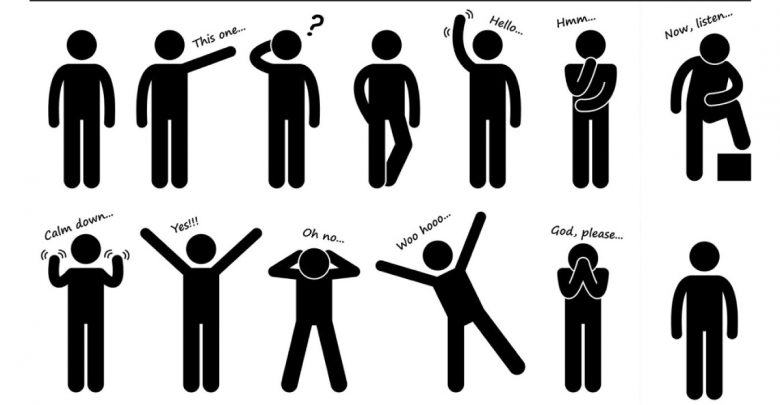 This one...
?
Hello...
Hmm...
Now, listen...
Calm down...
Yes!!!
Oh no...
Woo hooo...
God, please...